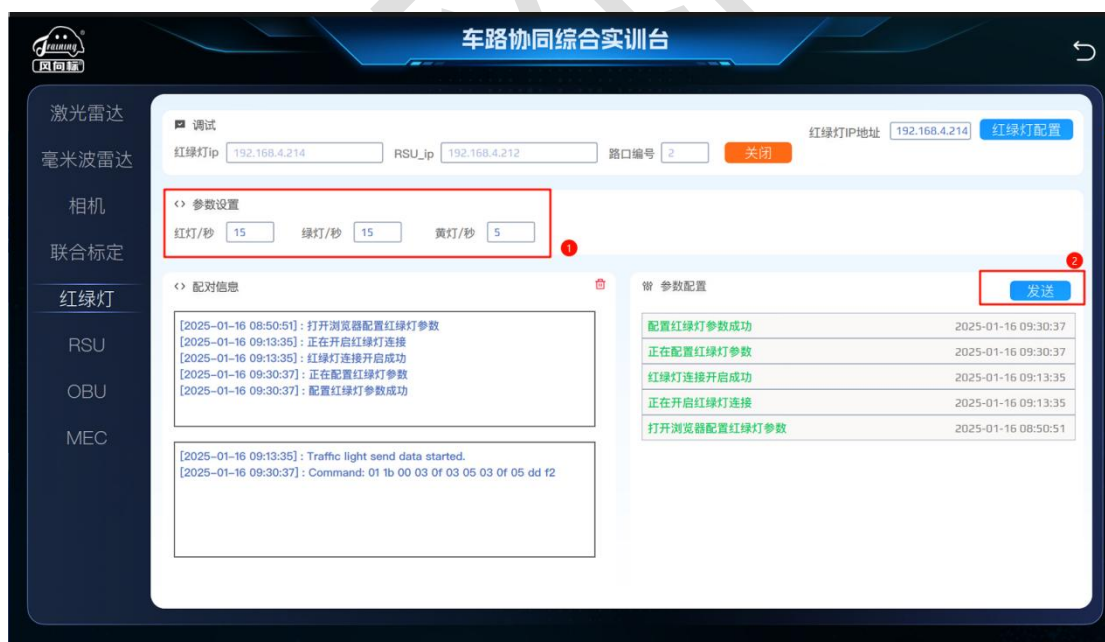 Training
风向标
车路协同综合实训台
激光雷达
毫米波雷达
相机
联合标定
红绿灯
RSU
OBU
MEC
调试
红绿灯IP地址 192.168.4.214 红绿灯配置
红绿灯ip 192.168.4.214 RSU_ip 192.168.4.212 路口编号 2 关闭
参数设置
红灯/秒 15 绿灯/秒 15 黄灯/秒 5
1
2
配对信息
[2025-01-16 08:50:51] : 打开浏览器配置红绿灯参数
[2025-01-16 09:13:35] : 正在开启红绿灯连接
[2025-01-16 09:13:35] : 红绿灯连接开启成功
[2025-01-16 09:30:37] : 正在配置红绿灯参数
[2025-01-16 09:30:37] : 配置红绿灯参数成功
[2025-01-16 09:13:35] : Traffic light send data started.
[2025-01-16 09:30:37] : Command: 01 1b 00 03 0f 03 05 03 0f 05 dd f2
参数配置 发送
配置红绿灯参数成功 2025-01-16 09:30:37
正在配置红绿灯参数 2025-01-16 09:30:37
红绿灯连接开启成功 2025-01-16 09:13:35
正在开启红绿灯连接 2025-01-16 09:13:35
打开浏览器配置红绿灯参数 2025-01-16 08:50:51